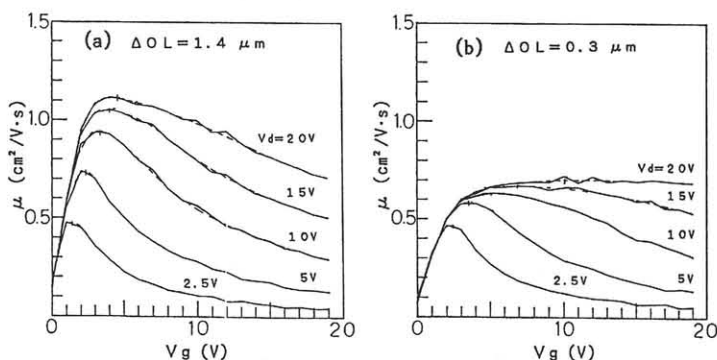 1.5
(a) ΔOL=1.4 μm
μ (cm²/V·s)
1.0
0.5
Vd=20V
15V
10V
5V
2.5V
0
10
20
Vg (V)
1.5
(b) ΔOL=0.3 μm
μ (cm²/V·s)
1.0
0.5
Vd=20V
15V
10V
5V
2.5V
0
10
20
Vg (V)